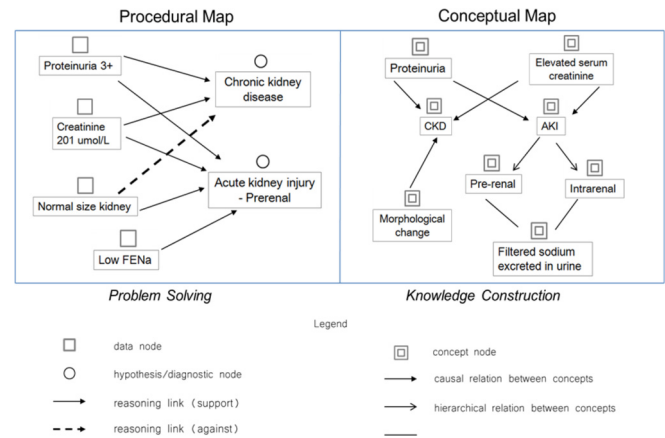 Procedural Map
Conceptual Map
Proteinuria 3+
Chronic kidney
disease
Creatinine
201 umol/L
Acute kidney injury
- Prerenal
Normal size kidney
Low FENa
Proteinuria
Elevated serum
creatinine
CKD
AKI
Pre-renal
Intrarenal
Morphological
change
Filtered sodium
excreted in urine
Problem Solving
Knowledge Construction
Legend
data node
hypothesis/diagnostic node
reasoning link (support)
reasoning link (against)
concept node
causal relation between concepts
hierarchical relation between concepts